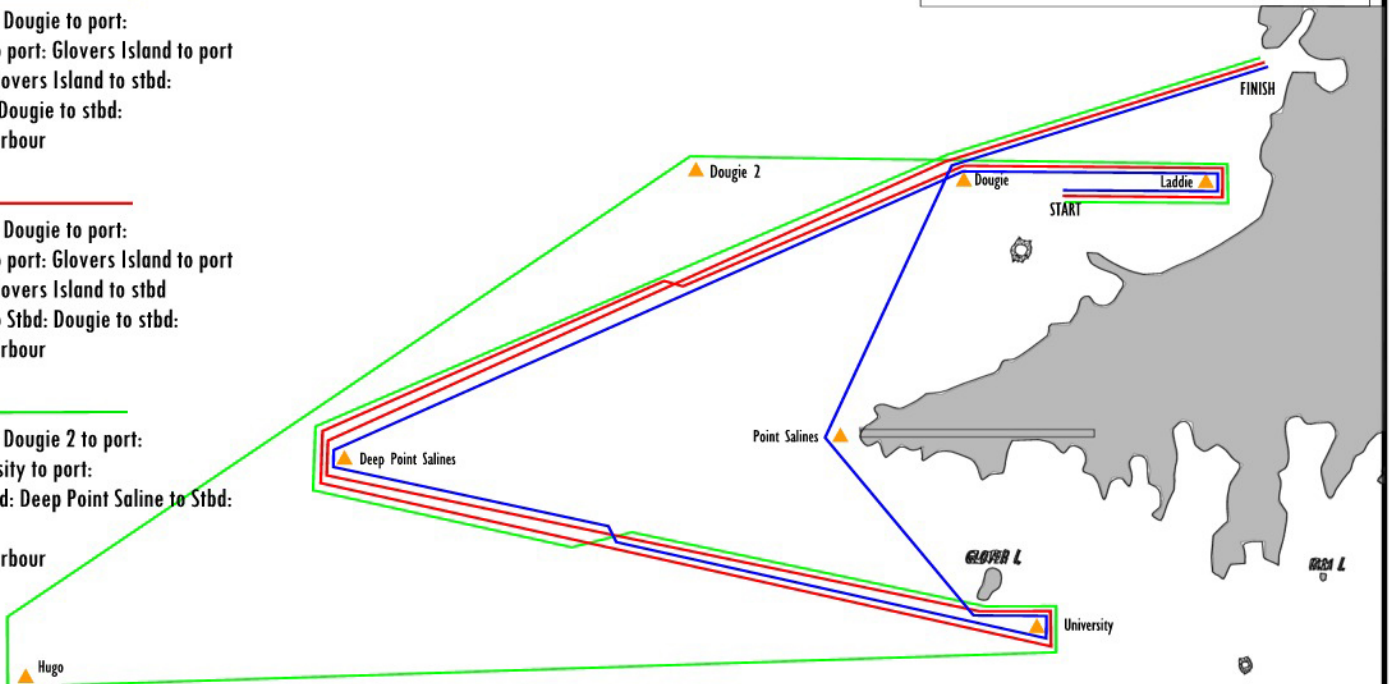 Dougie to port:
port: Glovers Island to port
overs Island to stbd:
Dougie to stbd:
rbour
Dougie to port:
port: Glovers Island to port
overs Island to stbd
Stbd: Dougie to stbd:
rbour
Dougie 2 to port:
sity to port:
d: Deep Point Saline to Stbd:
rbour
FINISH
Dougie 2
Dougie
Laddie
START
Point Salines
Deep Point Salines
GLOVER I.
University
Hugo